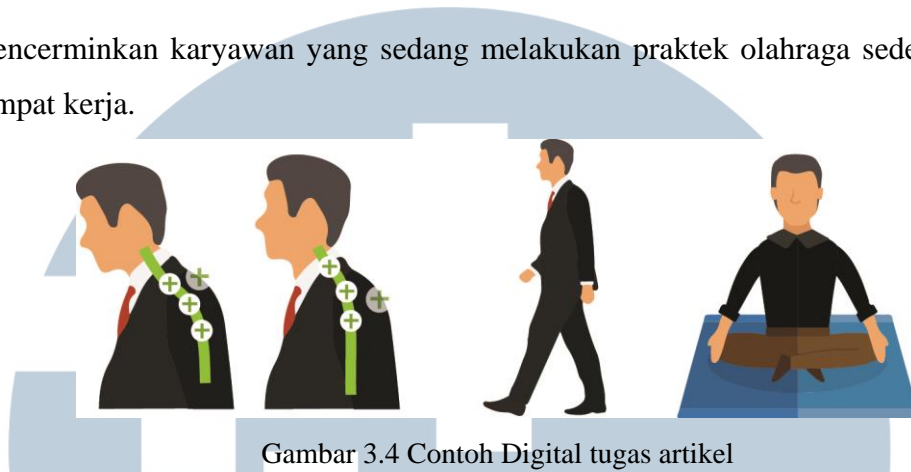 encerminkan karyawan yang sedang melakukan praktek olahraga sede
mpat kerja.
Gambar 3.4 Contoh Digital tugas artikel